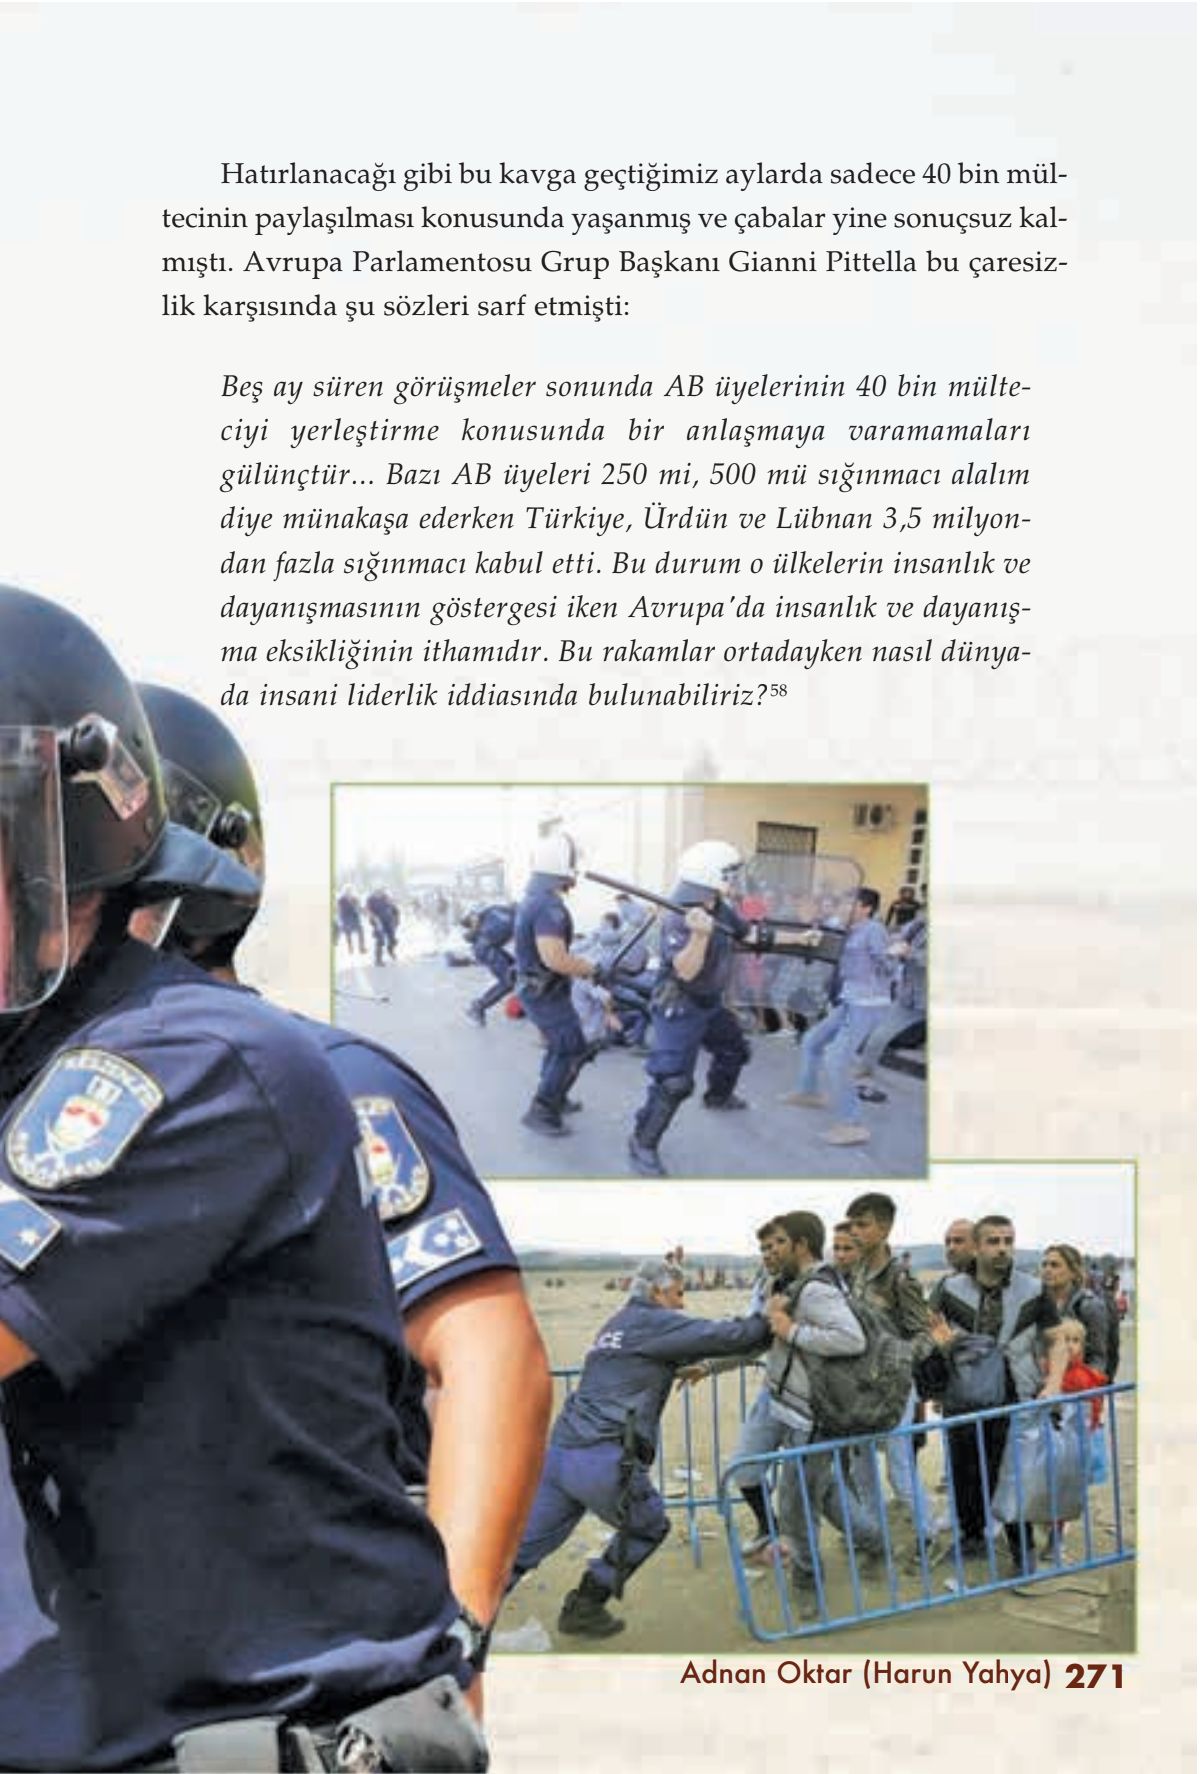 Hatırlanacağı gibi bu kavga geçtiğimiz aylarda sadece 40 bin mül-
tecinin paylaşılması konusunda yaşanmış ve çabalar yine sonuçsuz kal-
mıştı. Avrupa Parlamentosu Grup Başkanı Gianni Pittella bu çaresiz-
lik karşısında şu sözleri sarf etmişti:
Beş ay süren görüşmeler sonunda AB üyelerinin 40 bin mülte-
ciyi yerleştirme konusunda bir anlaşmaya varamamaları
gülünçtür... Bazı AB üyeleri 250 mi, 500 mü sığınmacı alalım
diye münakaşa ederken Türkiye, Ürdün ve Lübnan 3,5 milyon-
dan fazla sığınmacı kabul etti. Bu durum o ülkelerin insanlık ve
dayanışmasının göstergesi iken Avrupa'da insanlık ve dayanış-
ma eksikliğinin ithamıdır. Bu rakamlar ortadayken nasıl dünya-
da insani liderlik iddiasında bulunabiliriz?58
Adnan Oktar (Harun Yahya) 271